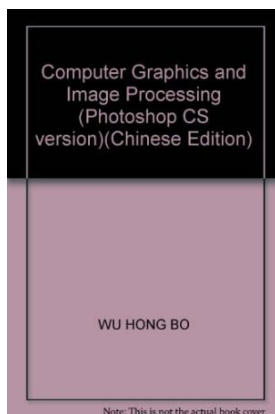 Computer Graphics and
Image Processing
(Photoshop CS
version)(Chinese Edition)
WU HONG BO
Note: This is not the actual book cover